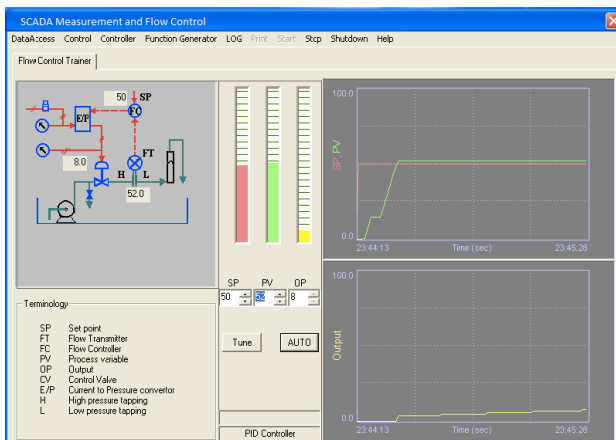 SCADA Measurement and Flow Control
DataAccess Control Controller Function Generator LOG Print Start Stop Shutdown Help
Flow Control Trainer
50 SP
E/P FC
8.0 FT
H L
52.0
SP PV OP
50 52 8
Tune AUTO
PID Controller
Terminology
SP Set point
FT Flow Transmitter
FC Flow Controller
PV Process variable
OP Output
CV Control Valve
E/P Current to Pressure convertor
H High pressure tapping
L Low pressure tapping
100.0
SP,PV
0.0
23:44:13 Time (sec) 23:45:28
100.0
Output
0.0
23:44:13 Time (sec) 23:45:28